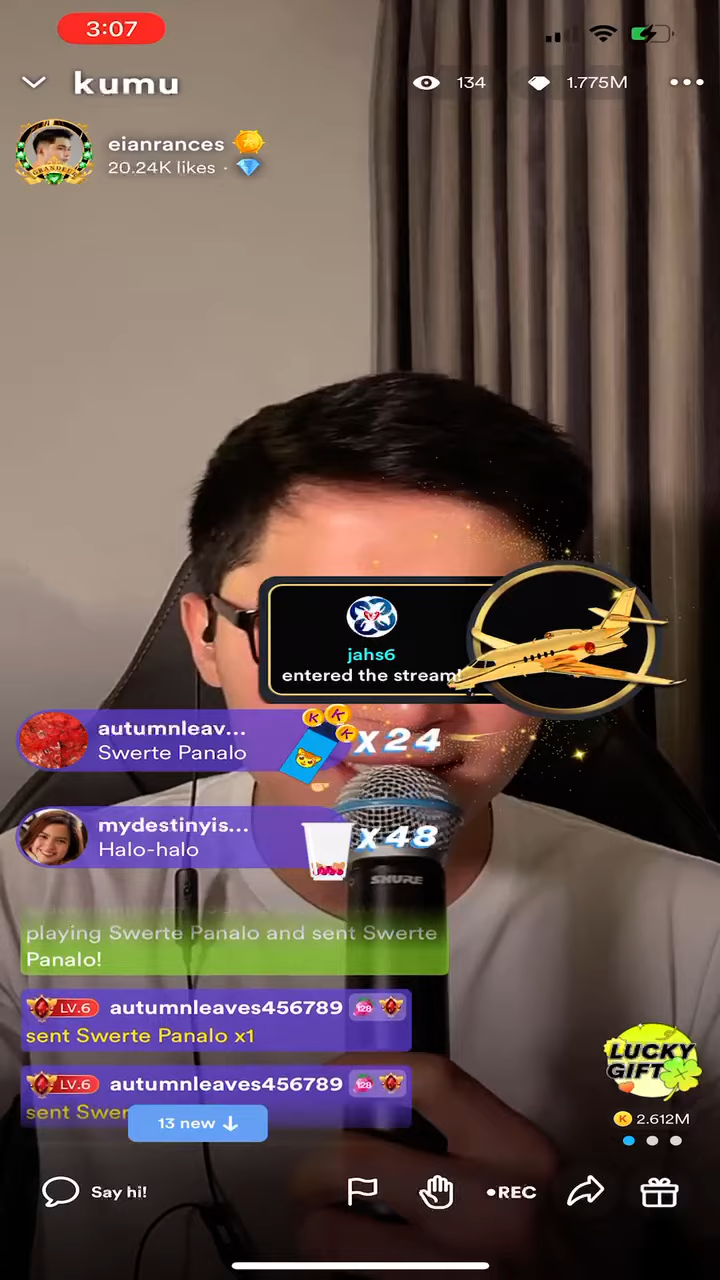 3:07
kumu
134
1.775M
eianrances
20.24K likes ·
GRANDEUR
jahs6
entered the stream!
autumnleav...
Swerte Panalo
K K K
x24
mydestinyis...
Halo-halo
x48
SHURE
playing Swerte Panalo and sent Swerte
Panalo!
LV.6 autumnleaves456789 128
sent Swerte Panalo x1
LV.6 autumnleaves456789 128
sent Swer
13 new ↓
LUCKY
GIFT
K 2.612M
Say hi!
•REC